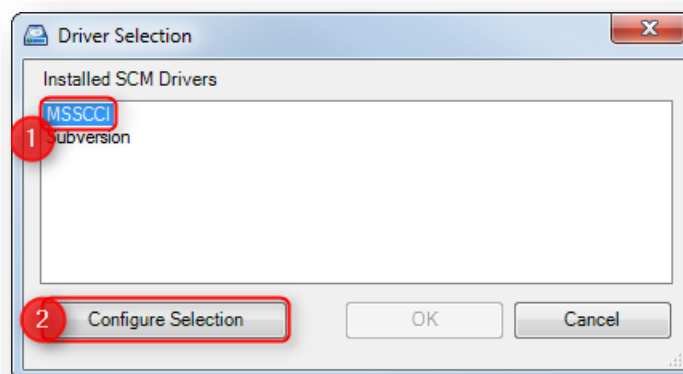 Driver Selection
Installed SCM Drivers
MSSCCI
1
Subversion
2
Configure Selection
OK
Cancel